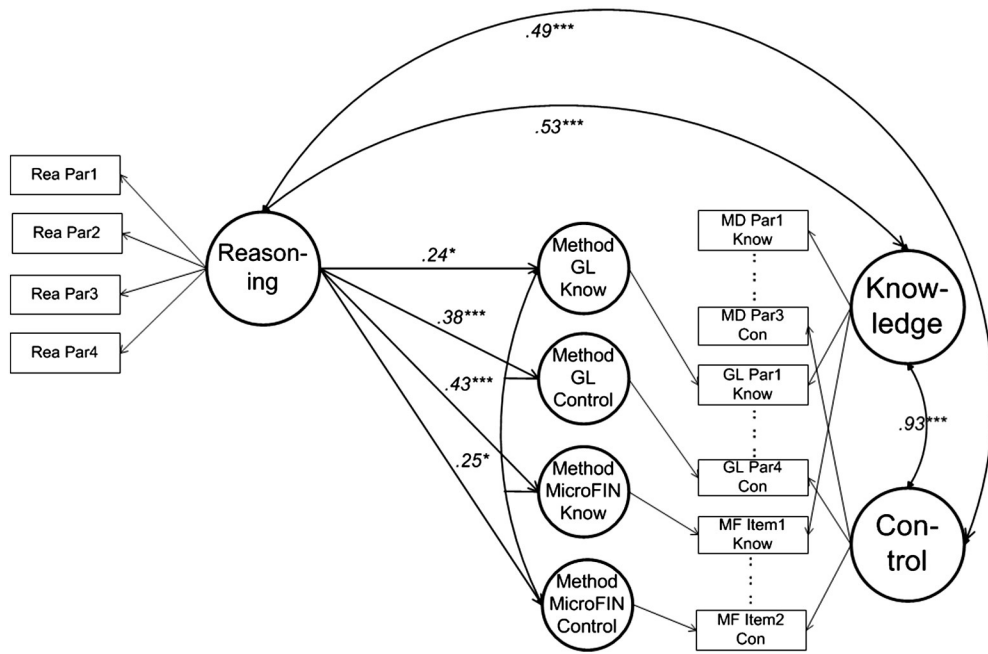 .49***
.53***
Rea Par1
Rea Par2
Rea Par3
Rea Par4
Reason-
ing
.24*
.38***
.43***
.25*
Method
GL
Know
Method
GL
Control
Method
MicroFIN
Know
Method
MicroFIN
Control
MD Par1
Know
MD Par3
Con
GL Par1
Know
GL Par4
Con
MF Item1
Know
MF Item2
Con
Know-
ledge
.93***
Con-
trol